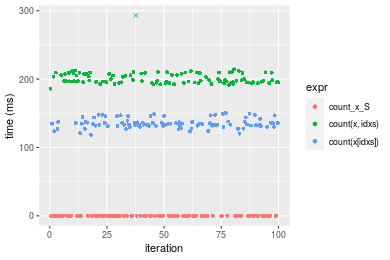 300
200
100
0
time (ms)
0
25
50
75
100
iteration
expr
count_x_S
count(x, idxs)
count(x[idxs])